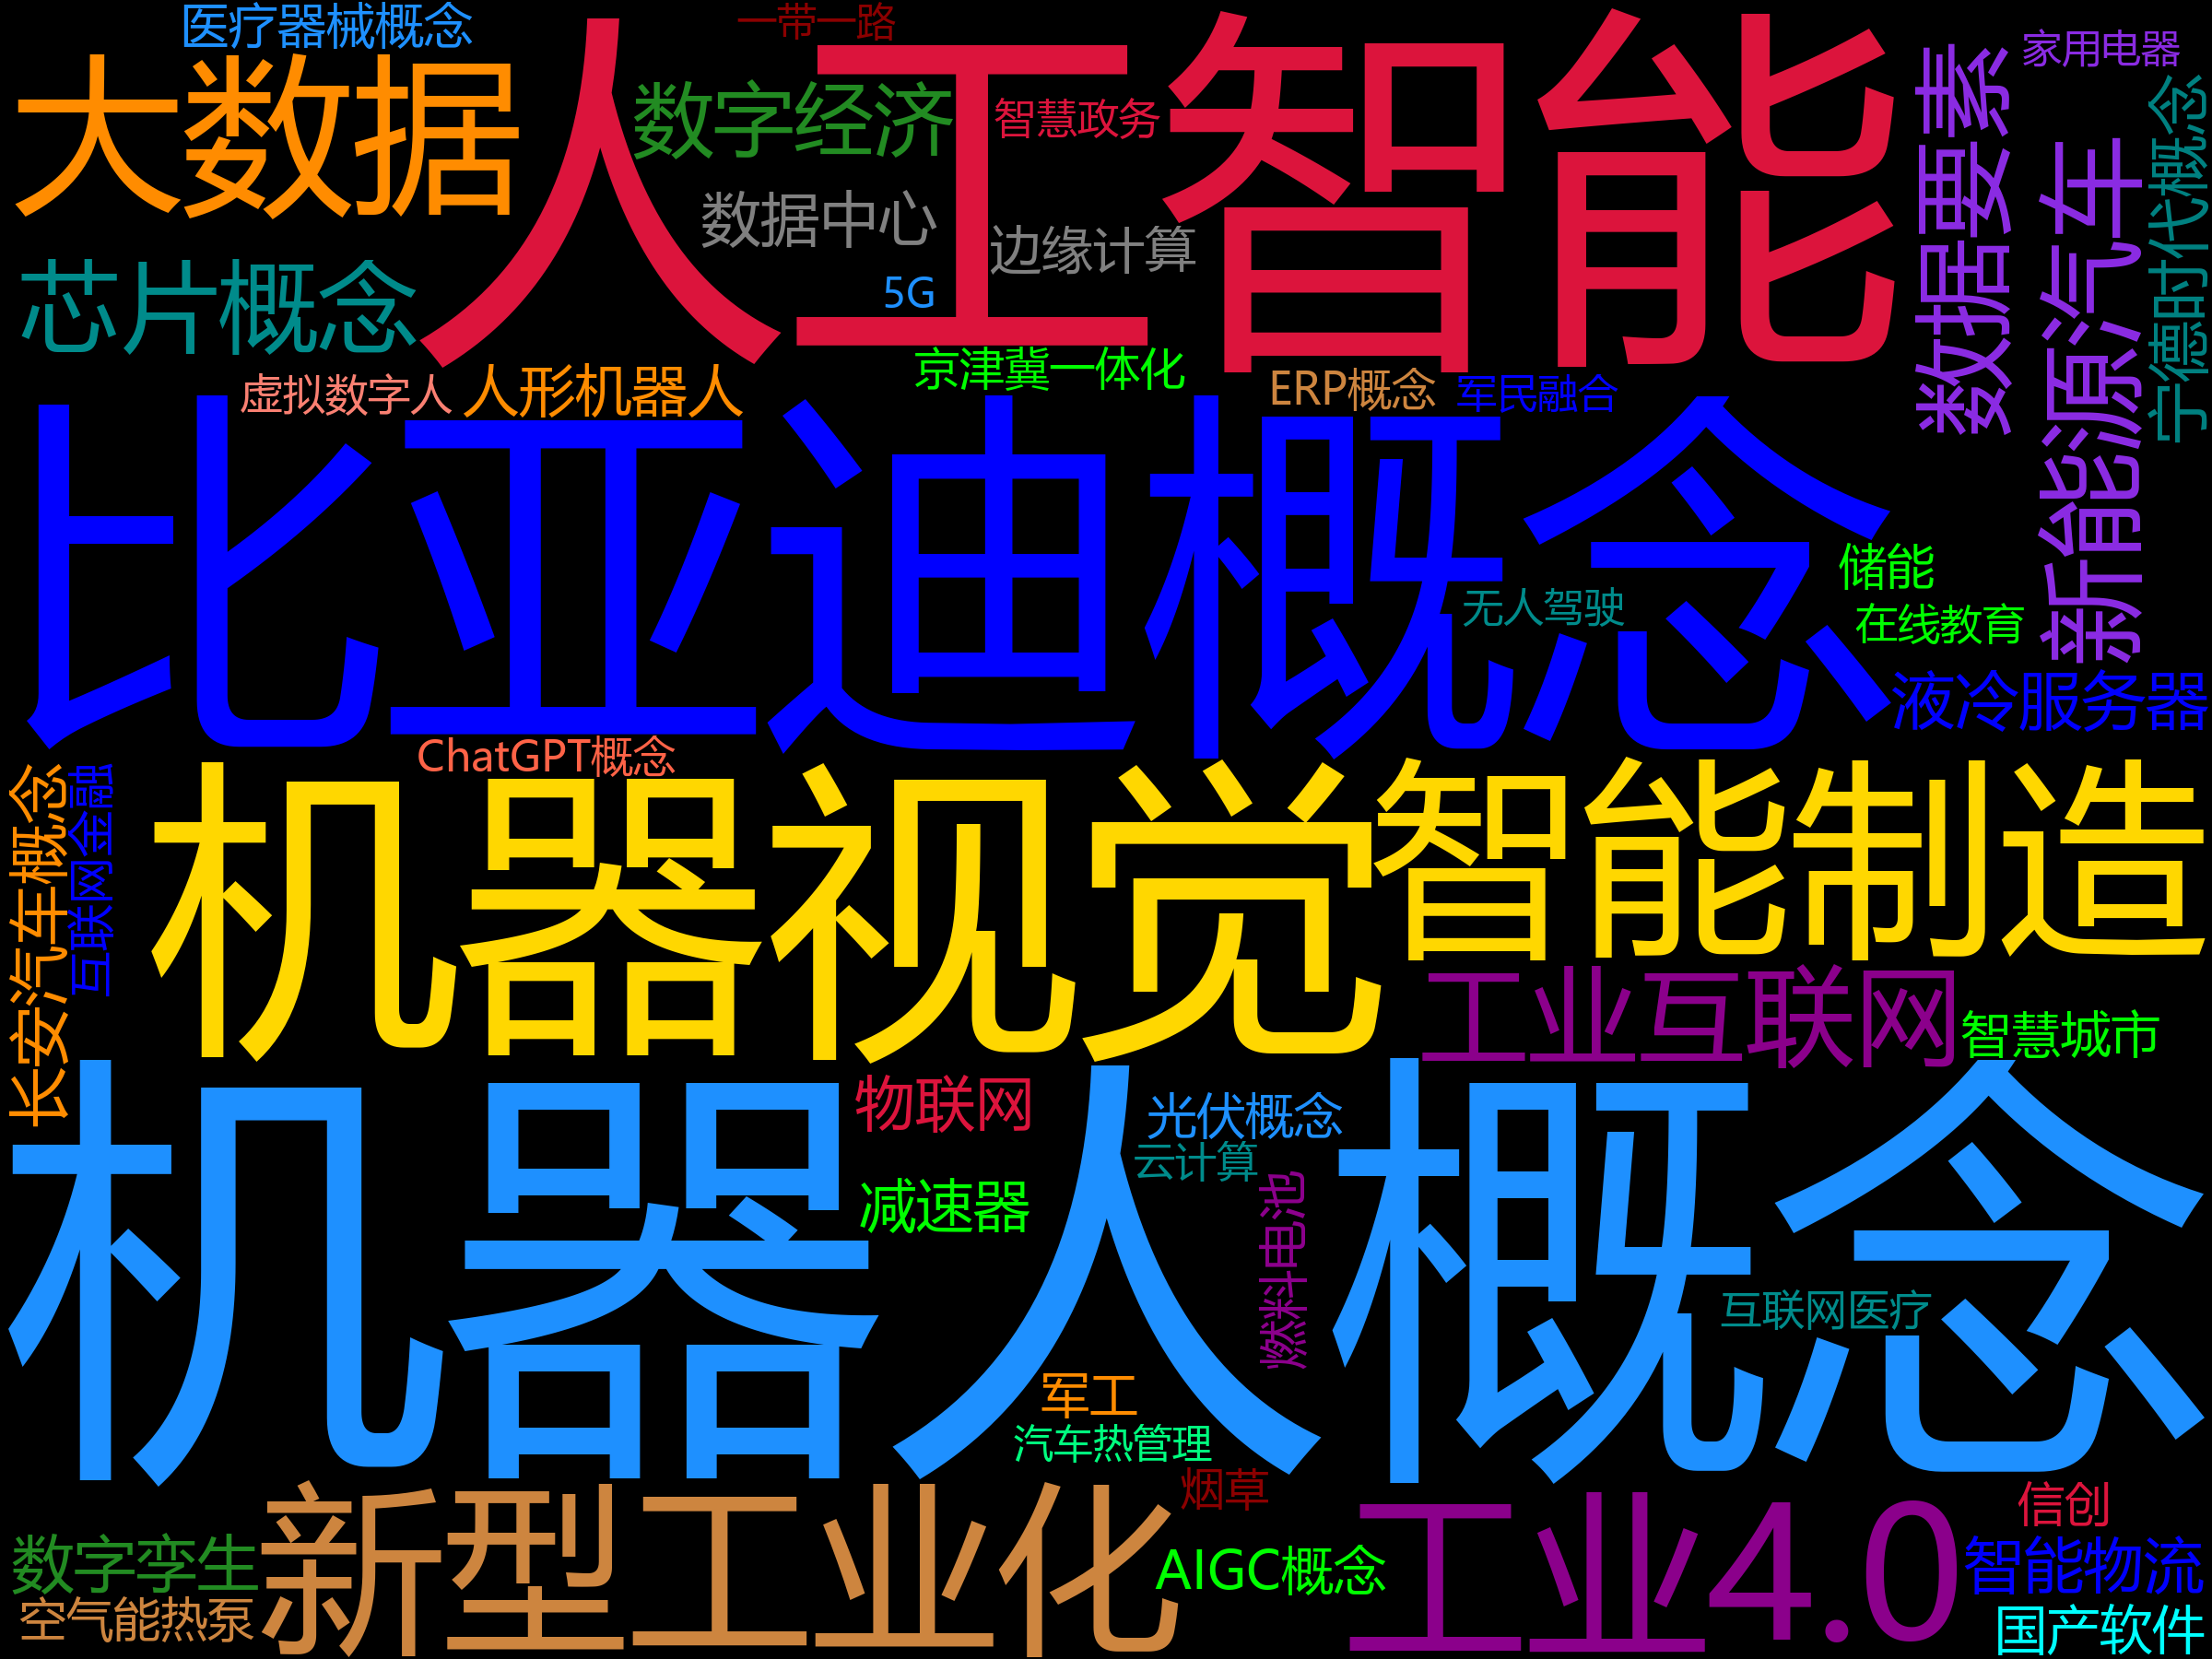 医疗器械概念
一带一路
人工智能
家用电器
大数据
数字经济
智慧政务
数据要素
新能源汽车
宁德时代概念
数据中心
边缘计算
芯片概念
5G
京津冀一体化
虚拟数字人
人形机器人
ERP概念
军民融合
比亚迪概念
储能
无人驾驶
在线教育
液冷服务器
ChatGPT概念
长安汽车概念
互联网金融
机器视觉
智能制造
工业互联网
智慧城市
机器人概念
物联网
光伏概念
云计算
减速器
燃料电池
互联网医疗
军工
汽车热管理
烟草
新型工业化
工业4.0
信创
数字孪生
AIGC概念
智能物流
空气能热泵
国产软件